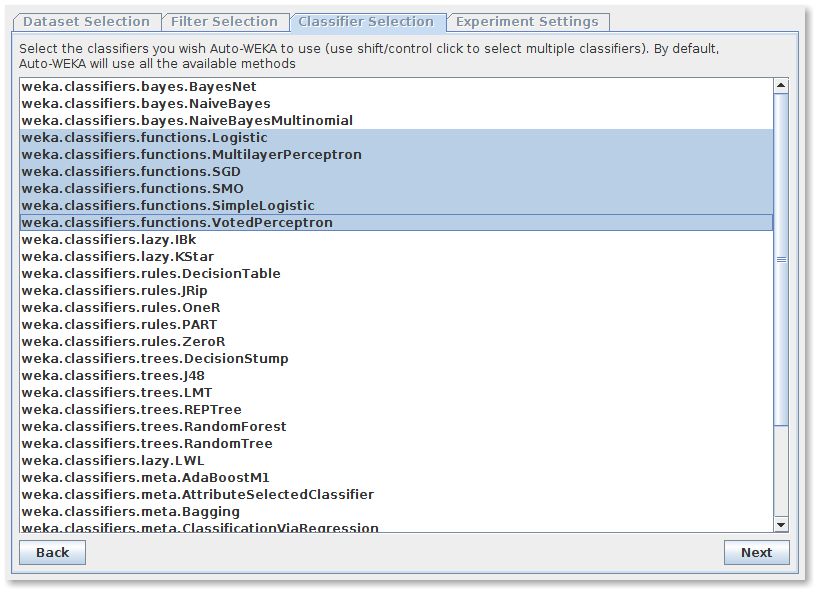 Dataset Selection Filter Selection Classifier Selection Experiment Settings
Select the classifiers you wish Auto-WEKA to use (use shift/control click to select multiple classifiers). By default,
Auto-WEKA will use all the available methods
weka.classifiers.bayes.BayesNet
weka.classifiers.bayes.NaiveBayes
weka.classifiers.bayes.NaiveBayesMultinomial
weka.classifiers.functions.Logistic
weka.classifiers.functions.MultilayerPerceptron
weka.classifiers.functions.SGD
weka.classifiers.functions.SMO
weka.classifiers.functions.SimpleLogistic
weka.classifiers.functions.VotedPerceptron
weka.classifiers.lazy.IBk
weka.classifiers.lazy.KStar
weka.classifiers.rules.DecisionTable
weka.classifiers.rules.JRip
weka.classifiers.rules.OneR
weka.classifiers.rules.PART
weka.classifiers.rules.ZeroR
weka.classifiers.trees.DecisionStump
weka.classifiers.trees.J48
weka.classifiers.trees.LMT
weka.classifiers.trees.REPTree
weka.classifiers.trees.RandomForest
weka.classifiers.trees.RandomTree
weka.classifiers.lazy.LWL
weka.classifiers.meta.AdaBoostM1
weka.classifiers.meta.AttributeSelectedClassifier
weka.classifiers.meta.Bagging
weka.classifiers.meta.ClassificationViaRegression
Back Next